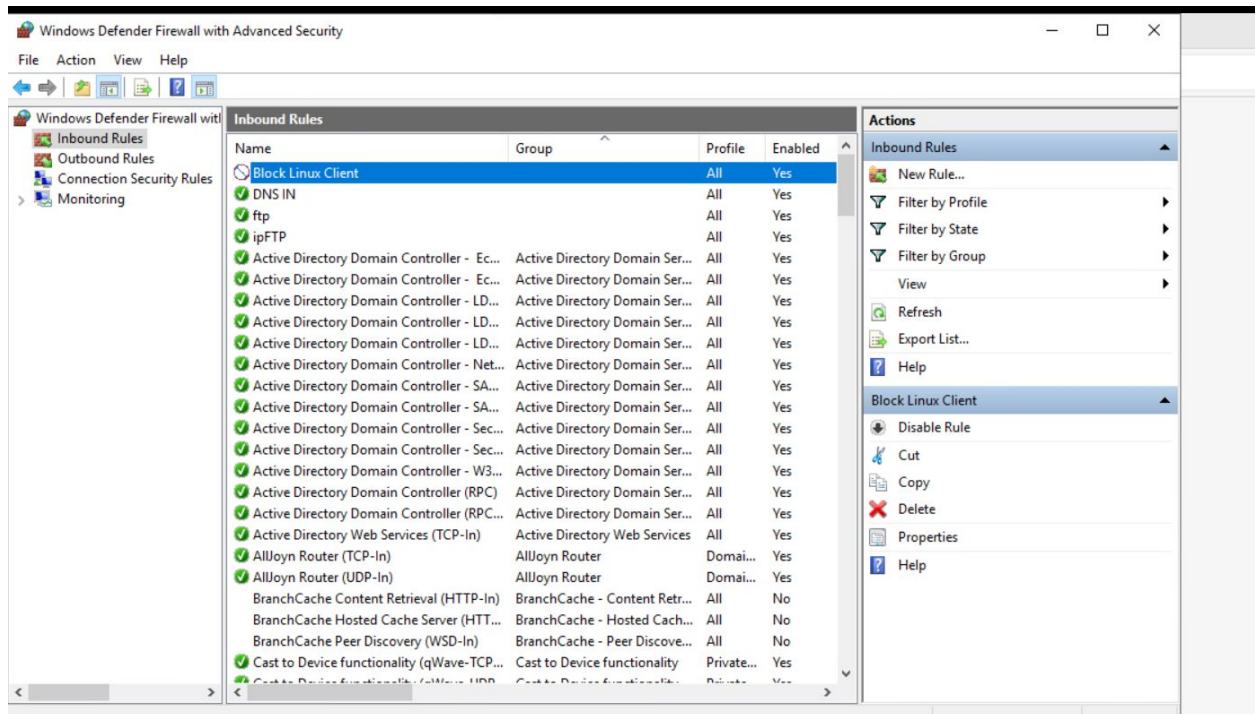 Windows Defender Firewall with Advanced Security
File Action View Help
Windows Defender Firewall witl
Inbound Rules
Outbound Rules
Connection Security Rules
Monitoring
Inbound Rules
Name Group Profile Enabled
Block Linux Client All Yes
DNS IN All Yes
ftp All Yes
ipFTP All Yes
Active Directory Domain Controller - Ec... Active Directory Domain Ser... All Yes
Active Directory Domain Controller - Ec... Active Directory Domain Ser... All Yes
Active Directory Domain Controller - LD... Active Directory Domain Ser... All Yes
Active Directory Domain Controller - LD... Active Directory Domain Ser... All Yes
Active Directory Domain Controller - LD... Active Directory Domain Ser... All Yes
Active Directory Domain Controller - Net... Active Directory Domain Ser... All Yes
Active Directory Domain Controller - SA... Active Directory Domain Ser... All Yes
Active Directory Domain Controller - SA... Active Directory Domain Ser... All Yes
Active Directory Domain Controller - Sec... Active Directory Domain Ser... All Yes
Active Directory Domain Controller - Sec... Active Directory Domain Ser... All Yes
Active Directory Domain Controller - W3... Active Directory Domain Ser... All Yes
Active Directory Domain Controller (RPC) Active Directory Domain Ser... All Yes
Active Directory Domain Controller (RPC... Active Directory Domain Ser... All Yes
Active Directory Web Services (TCP-In) Active Directory Web Services All Yes
AllJoyn Router (TCP-In) AllJoyn Router Domai... Yes
AllJoyn Router (UDP-In) AllJoyn Router Domai... Yes
BranchCache Content Retrieval (HTTP-In) BranchCache - Content Retr... All No
BranchCache Hosted Cache Server (HTT... BranchCache - Hosted Cach... All No
BranchCache Peer Discovery (WSD-In) BranchCache - Peer Discove... All No
Cast to Device functionality (qWave-TCP... Cast to Device functionality Private... Yes
Actions
Inbound Rules
New Rule...
Filter by Profile
Filter by State
Filter by Group
View
Refresh
Export List...
Help
Block Linux Client
Disable Rule
Cut
Copy
Delete
Properties
Help